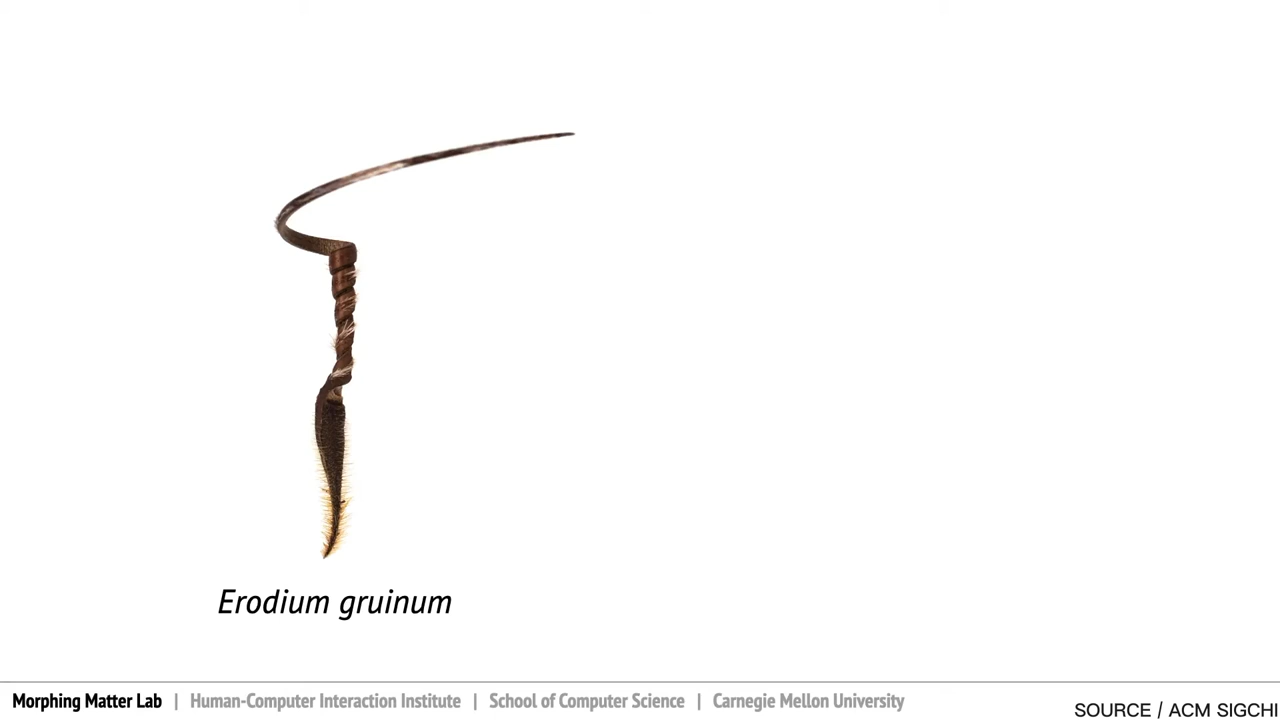 Erodium gruinum
Morphing Matter Lab | Human-Computer Interaction Institute | School of Computer Science | Carnegie Mellon University
SOURCE / ACM SIGCHI